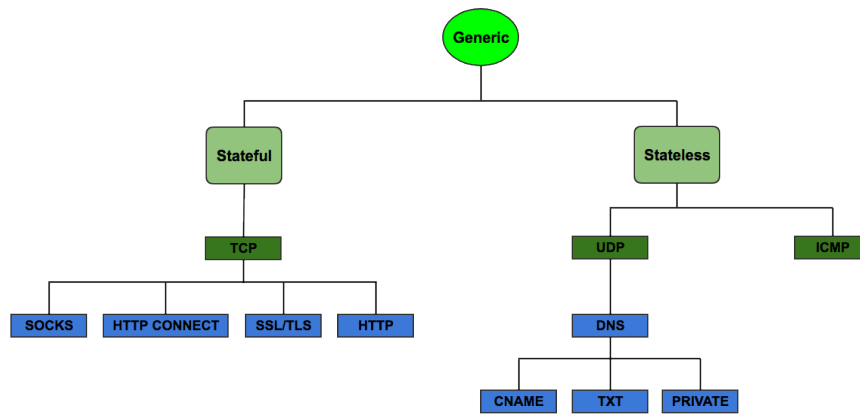 Generic
Stateful
Stateless
TCP
UDP
ICMP
SOCKS
HTTP CONNECT
SSL/TLS
HTTP
DNS
CNAME
TXT
PRIVATE